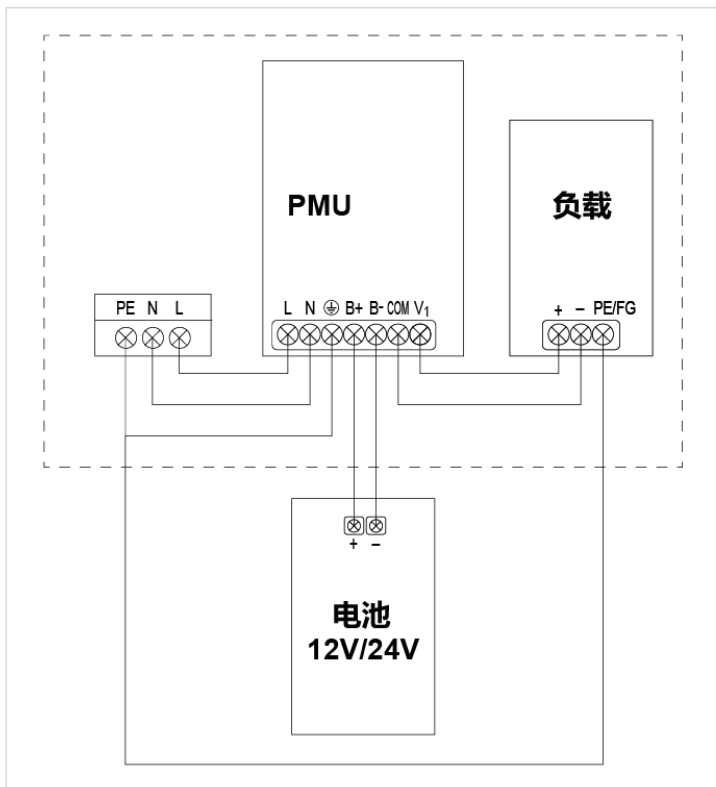 PMU
负载
PE N L
L N ⏚ B+ B- COM V₁
+ − PE/FG
+ −
电池
12V/24V